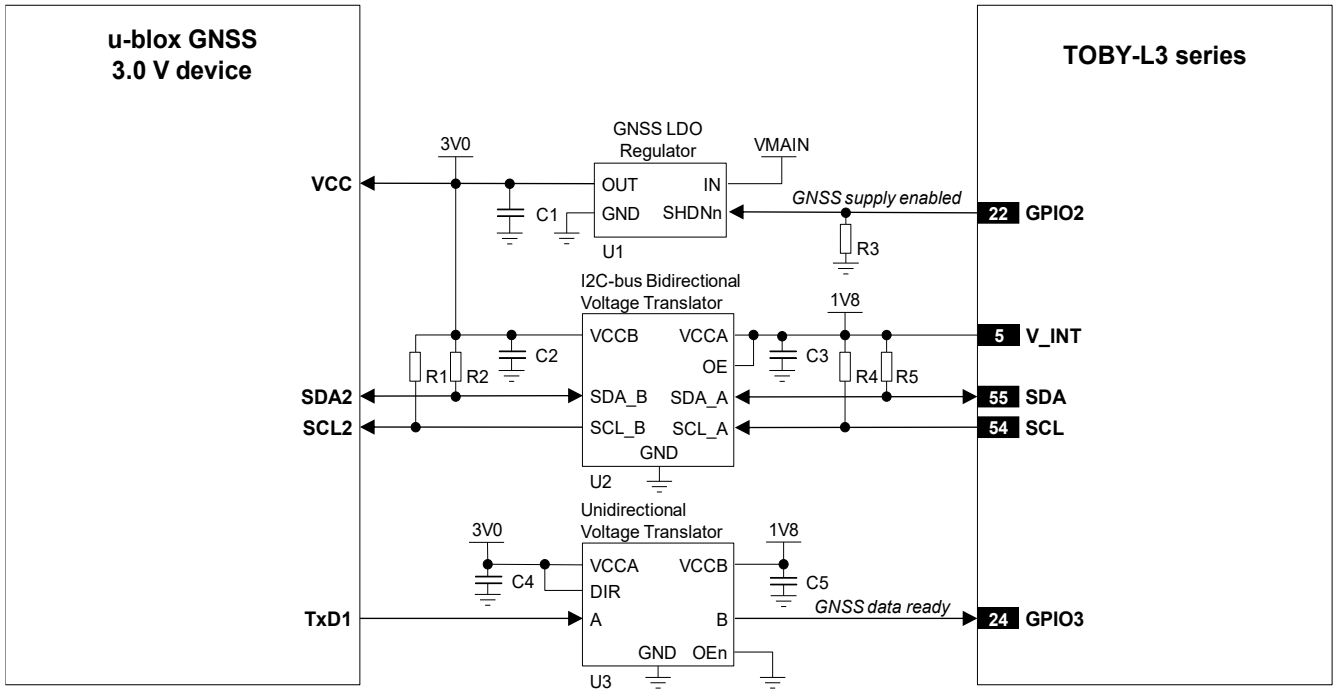 u-blox GNSS
3.0 V device
TOBY-L3 series
GNSS LDO
Regulator
3V0
VMAIN
VCC
OUT
IN
GNSS supply enabled
C1
GND
SHDNn
22
GPIO2
R3
U1
I2C-bus Bidirectional
Voltage Translator
1V8
VCCB
VCCA
5
V_INT
C2
C3
OE
R1
R2
R4
R5
SDA2
SDA_B
SDA_A
55
SDA
SCL2
SCL_B
SCL_A
54
SCL
GND
U2
Unidirectional
Voltage Translator
3V0
1V8
VCCA
VCCB
C4
C5
DIR
GNSS data ready
TxD1
A
B
24
GPIO3
GND
OEn
U3